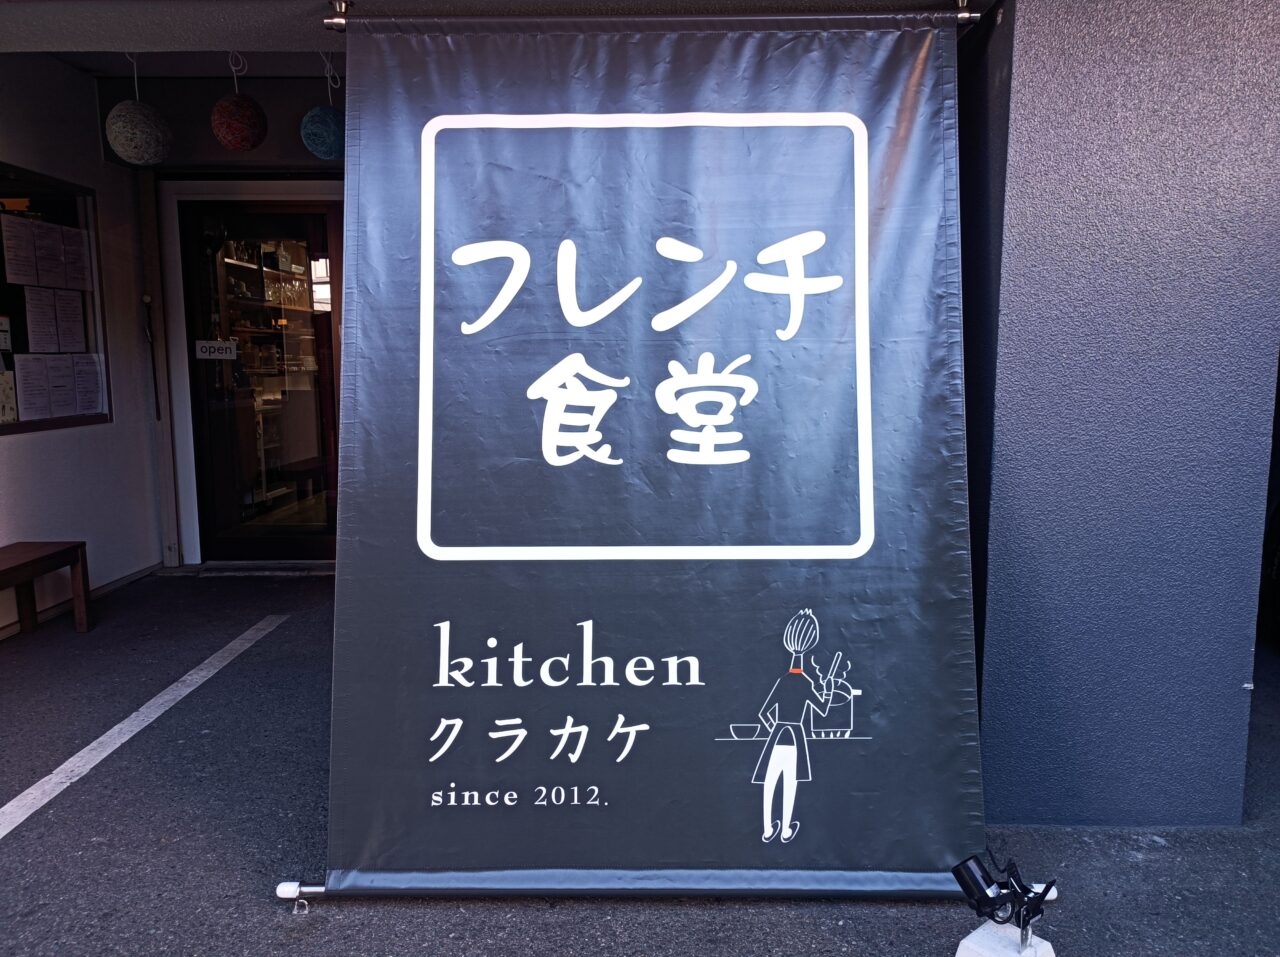 フレンチ
食堂
kitchen
クラカケ
since 2012.
open